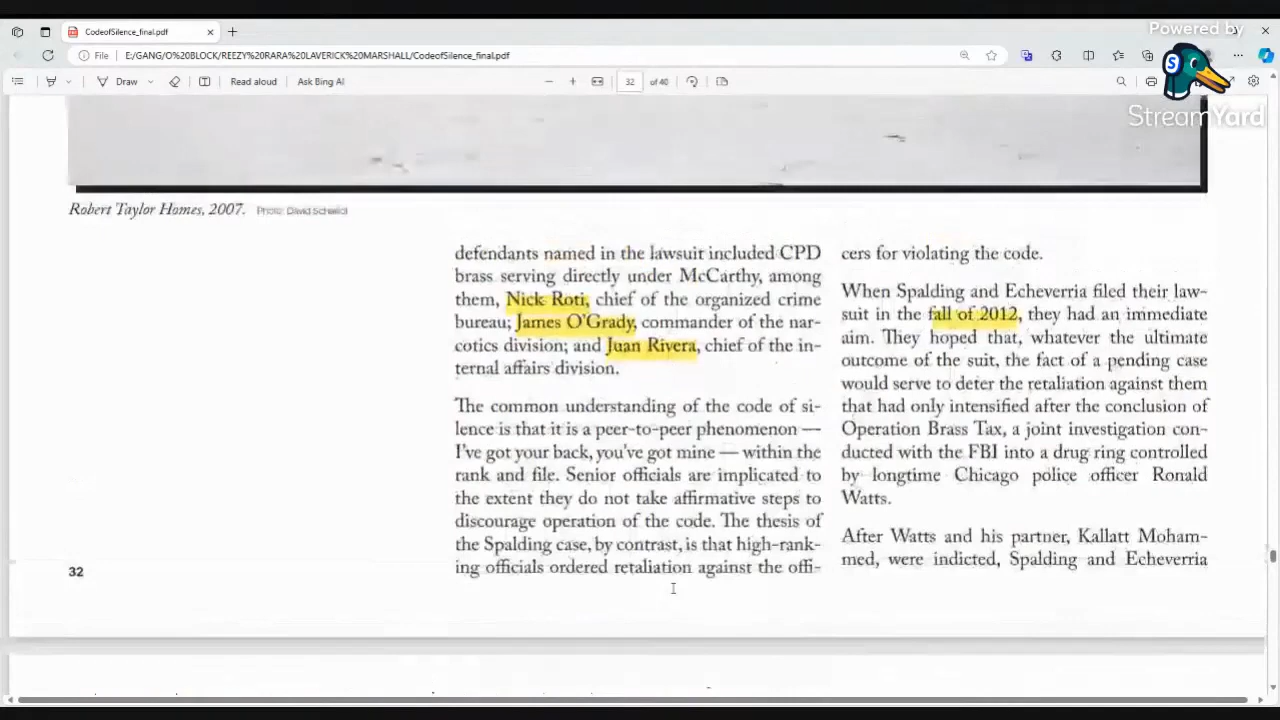 Powered by
CodeofSilence_final.pdf
File
E:/GANG/O%20BLOCK/REEZY%20RARA%20LAVERICK%20MARSHALL/CodeofSilence_final.pdf
Draw
Read aloud
Ask Bing AI
32 of 40
StreamYard
Robert Taylor Homes, 2007. Photo: David Schalliol
defendants named in the lawsuit included CPD
brass serving directly under McCarthy, among
them, Nick Roti, chief of the organized crime
bureau; James O'Grady, commander of the nar-
cotics division; and Juan Rivera, chief of the in-
ternal affairs division.
The common understanding of the code of si-
lence is that it is a peer-to-peer phenomenon —
I've got your back, you've got mine — within the
rank and file. Senior officials are implicated to
the extent they do not take affirmative steps to
discourage operation of the code. The thesis of
the Spalding case, by contrast, is that high-rank-
ing officials ordered retaliation against the offi-
32
cers for violating the code.
When Spalding and Echeverria filed their law-
suit in the fall of 2012, they had an immediate
aim. They hoped that, whatever the ultimate
outcome of the suit, the fact of a pending case
would serve to deter the retaliation against them
that had only intensified after the conclusion of
Operation Brass Tax, a joint investigation con-
ducted with the FBI into a drug ring controlled
by longtime Chicago police officer Ronald
Watts.
After Watts and his partner, Kallatt Moham-
med, were indicted, Spalding and Echeverria